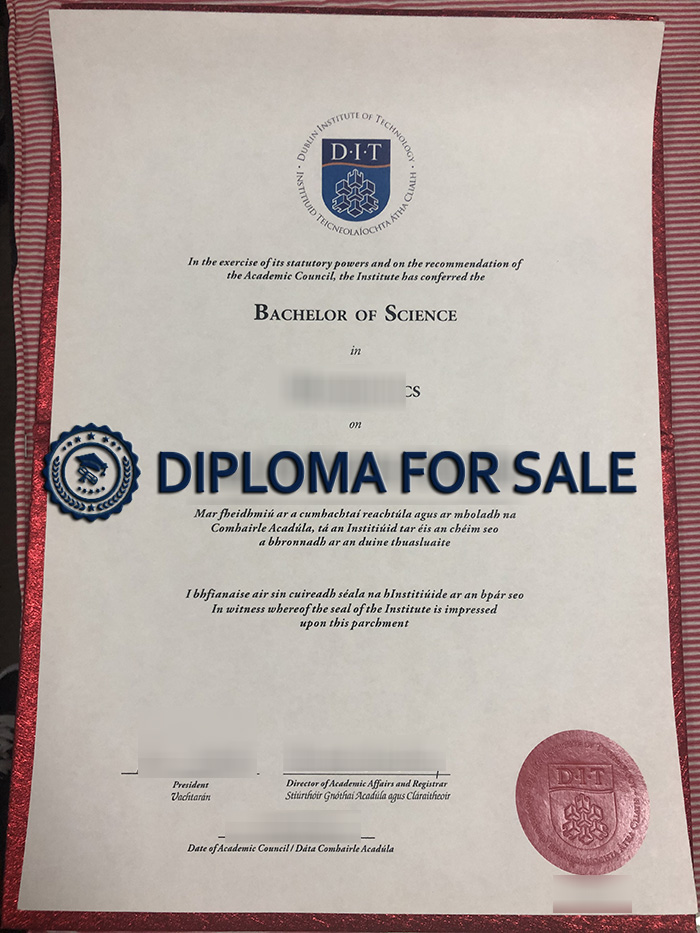 · DUBLIN INSTITUTE OF TECHNOLOGY ·
INSTITIÚID TEICNEOLAÍOCHTA ÁTHA CLIATH
D·I·T
In the exercise of its statutory powers and on the recommendation of
the Academic Council, the Institute has conferred the
BACHELOR OF SCIENCE
in
CS
on
DIPLOMA FOR SALE
Mar fheidhmiú ar a cumhachtaí reachtúla agus ar mholadh na
Comhairle Acadúla, tá an Institiúid tar éis an chéim seo
a bhronnadh ar an duine thuasluaite
I bhfianaise air sin cuireadh séala na hInstitiúide ar an bpár seo
In witness whereof the seal of the Institute is impressed
upon this parchment
President
Uachtarán
Director of Academic Affairs and Registrar
Stiúrthóir Gnóthaí Acadúla agus Cláraitheoir
Date of Academic Council / Dáta Comhairle Acadúla
D·I·T